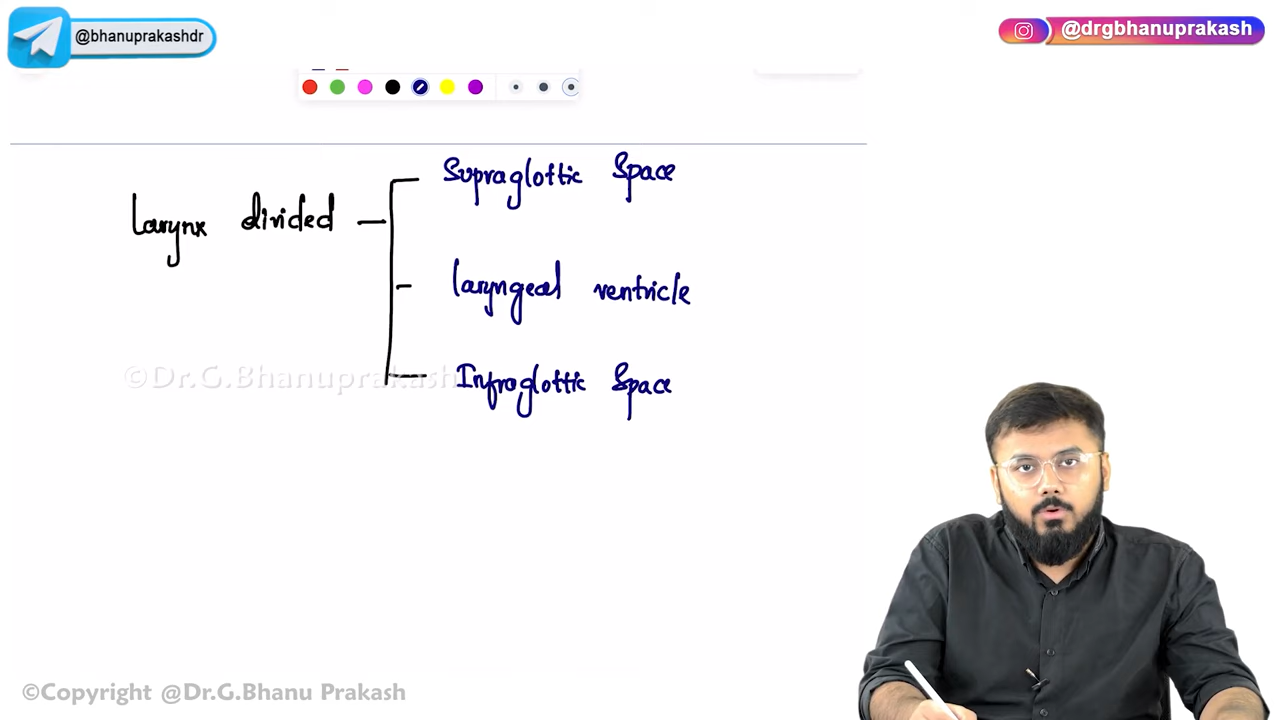 @bhanuprakashdr
@drgbhanuprakash
Larynx divided
Supraglottic Space
laryngeal ventricle
Infraglottic Space
©Dr.G.Bhanuprakash
©Copyright @Dr.G.Bhanu Prakash